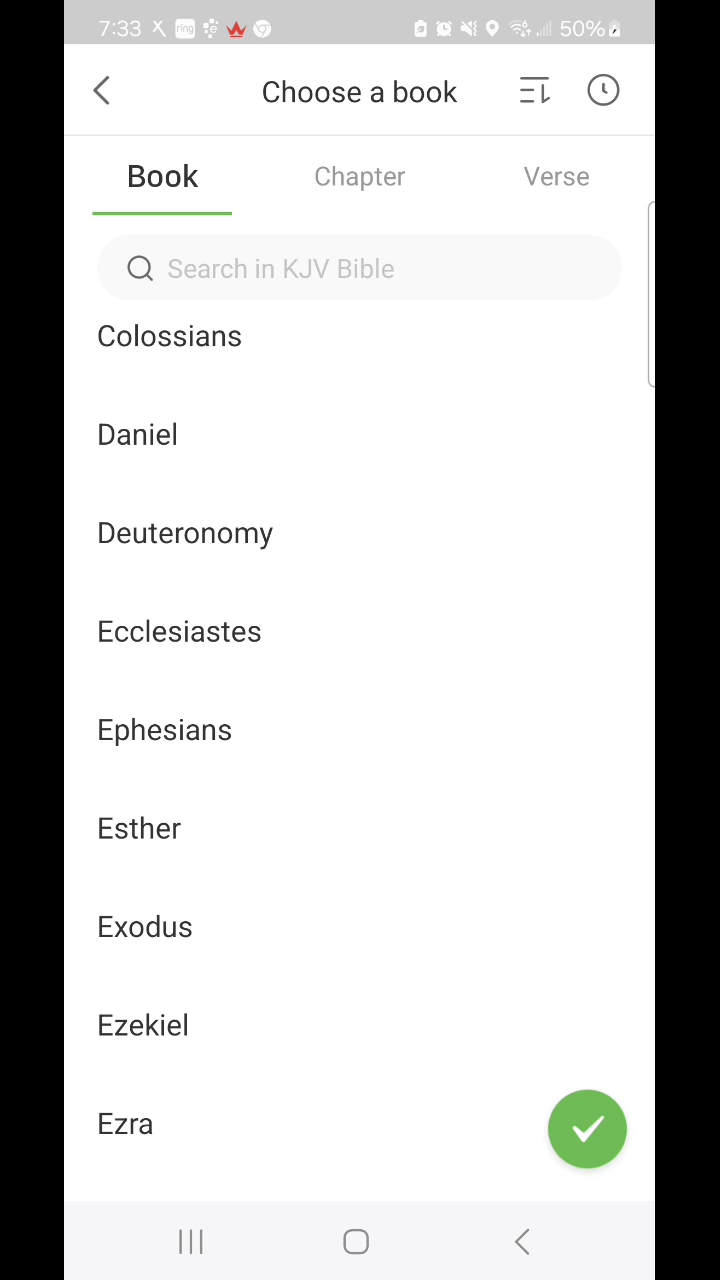 7:33 X ring 50%
Choose a book
Book Chapter Verse
Search in KJV Bible
Colossians
Daniel
Deuteronomy
Ecclesiastes
Ephesians
Esther
Exodus
Ezekiel
Ezra